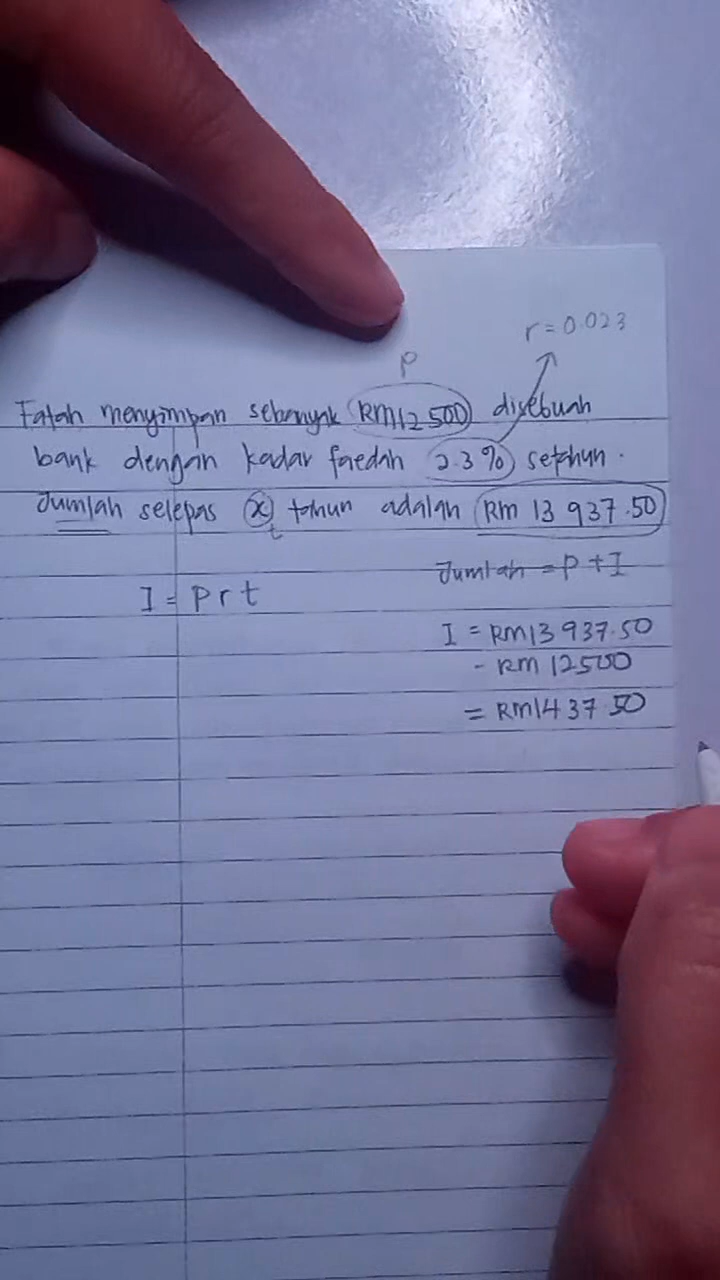 r = 0.023
P
Fatah menyimpan sebanyak RM12 500 disebuah
bank dengan kadar faedah 2.3% setahun.
Jumlah selepas x tahun adalah RM 13 937.50
t
Jumlah = P + I
I = P r t
I = RM13 937.50
- RM 12500
= RM1437.50